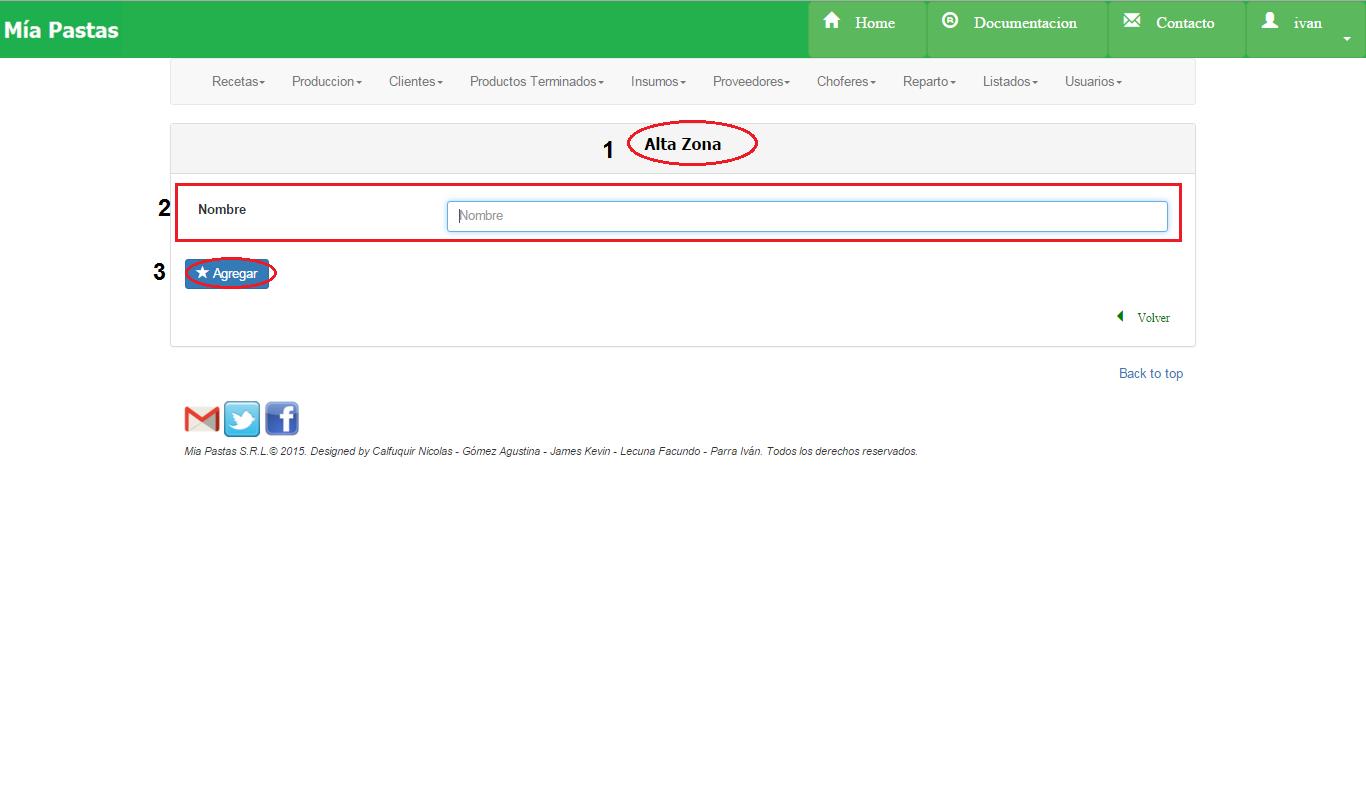 Mía Pastas
Home Documentacion Contacto ivan
Recetas Produccion Clientes Productos Terminados Insumos Proveedores Choferes Reparto Listados Usuarios
1 Alta Zona
2 Nombre Nombre
3 Agregar
Volver
Back to top
Mia Pastas S.R.L.© 2015. Designed by Calfuquir Nicolas - Gómez Agustina - James Kevin - Lecuna Facundo - Parra Iván. Todos los derechos reservados.